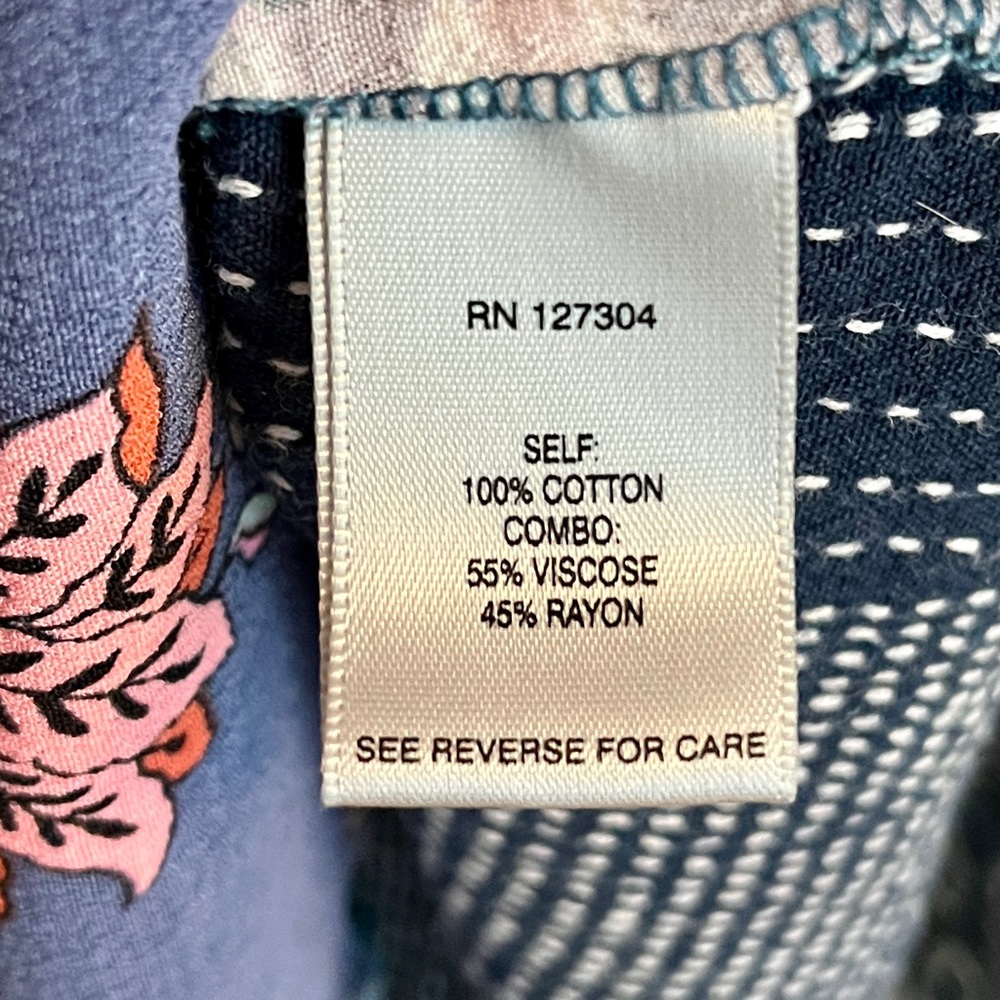 RN 127304
SELF:
100% COTTON
COMBO:
55% VISCOSE
45% RAYON
SEE REVERSE FOR CARE